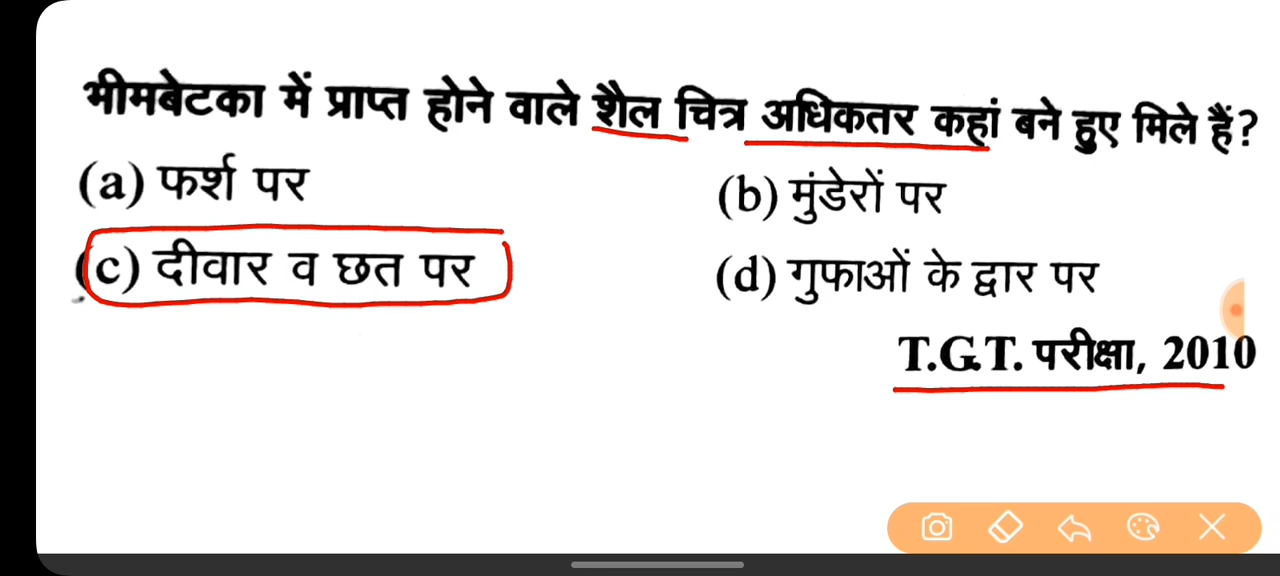 भीमबेटका में प्राप्त होने वाले शैल चित्र अधिकतर कहां बने हुए मिले हैं?
(a) फर्श पर (b) मुंडेरों पर
(c) दीवार व छत पर (d) गुफाओं के द्वार पर
T.G.T. परीक्षा, 2010